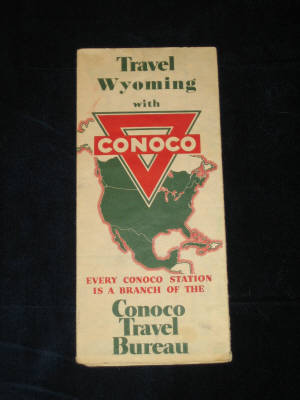 Travel
Wyoming
with
CONOCO
EVERY CONOCO STATION
IS A BRANCH OF THE
Conoco
Travel
Bureau